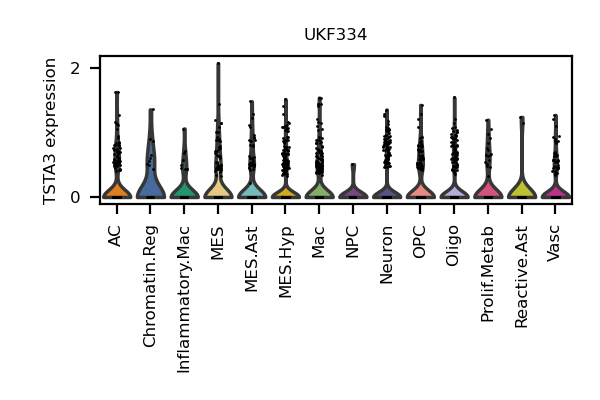 UKF334
TSTA3 expression
2
0
AC
Chromatin.Reg
Inflammatory.Mac
MES
MES.Ast
MES.Hyp
Mac
NPC
Neuron
OPC
Oligo
Prolif.Metab
Reactive.Ast
Vasc